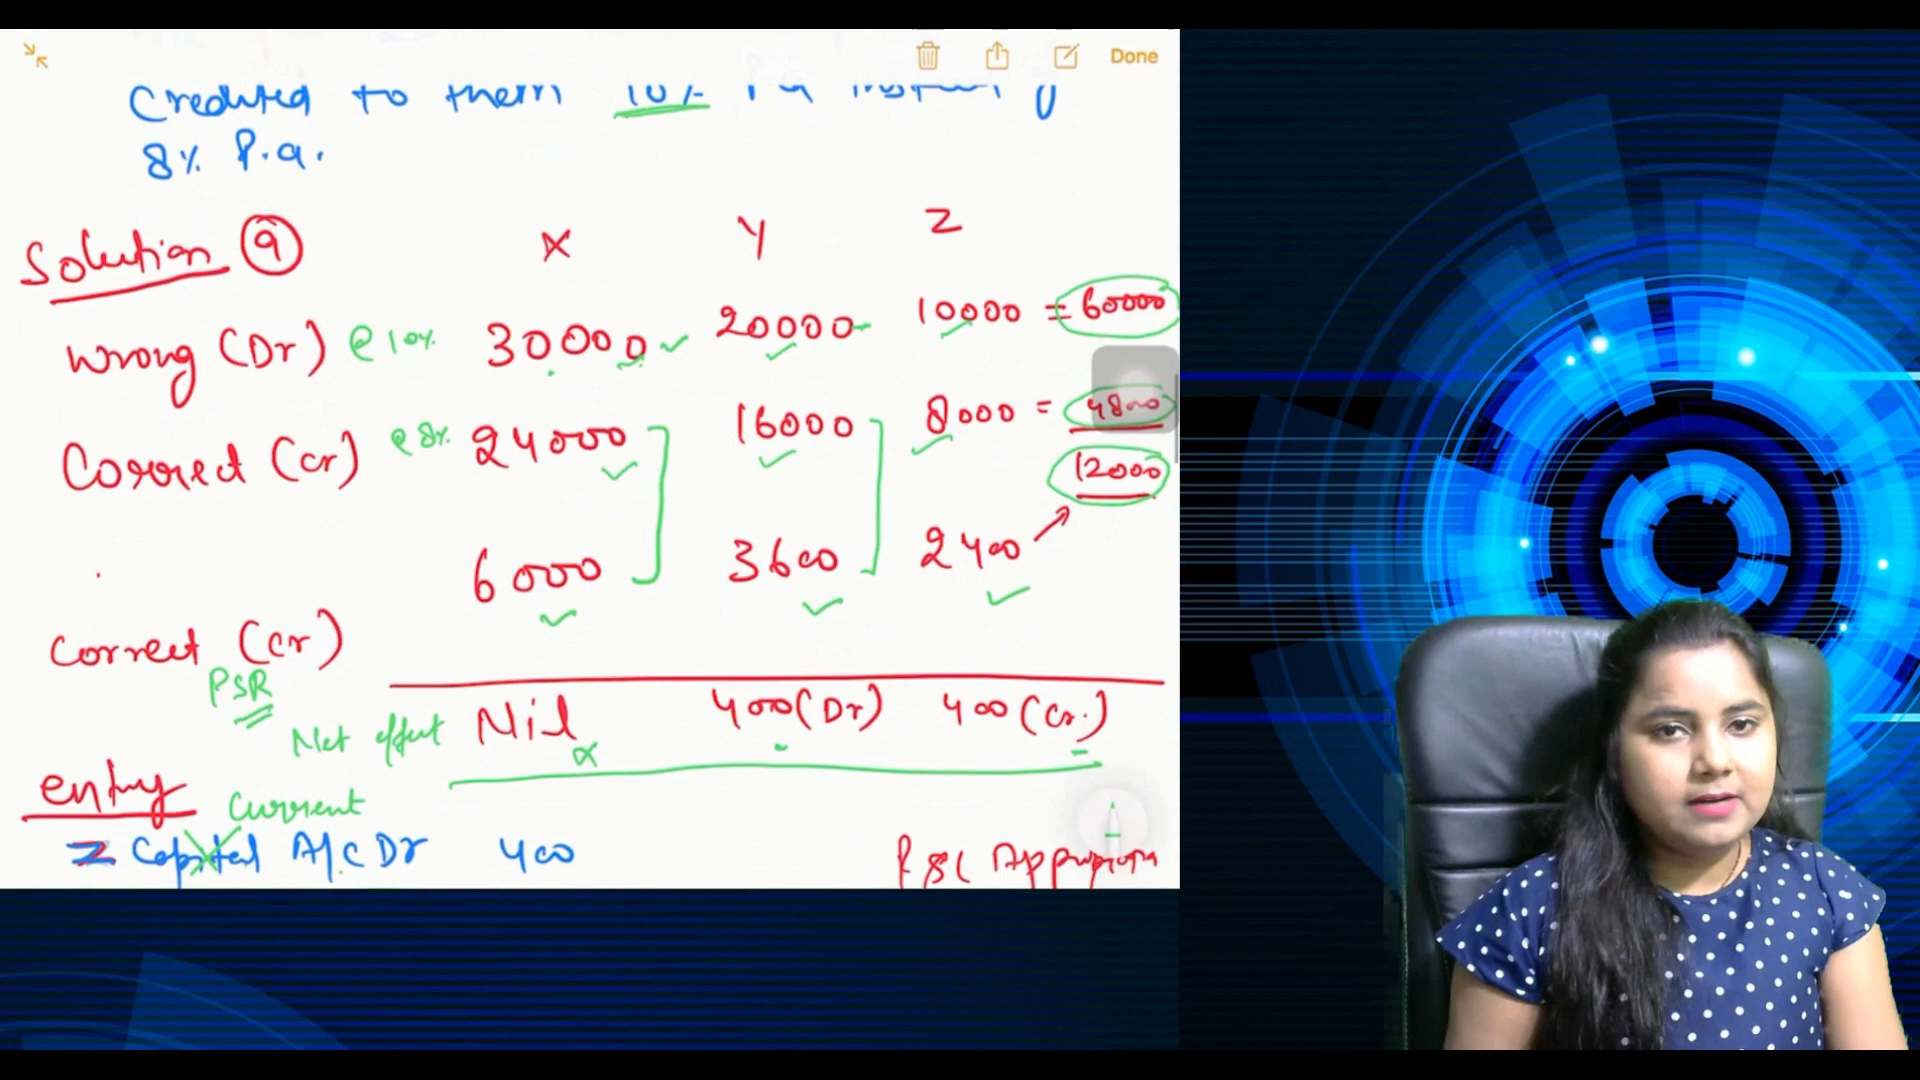 Done
Credited to them 10%
8% P.a.
X Y Z
Solution 9
Wrong (Dr) @ 10% 30000 20000 10000 = 60000
Correct (cr) @ 8% 24000 16000 8000 = 4800
12000
6000 3600 2400
Correct (cr)
PSR
Net effect Nil 400 (Dr) 400 (Cr.)
entry
Current
Z Capital A/C Dr 400